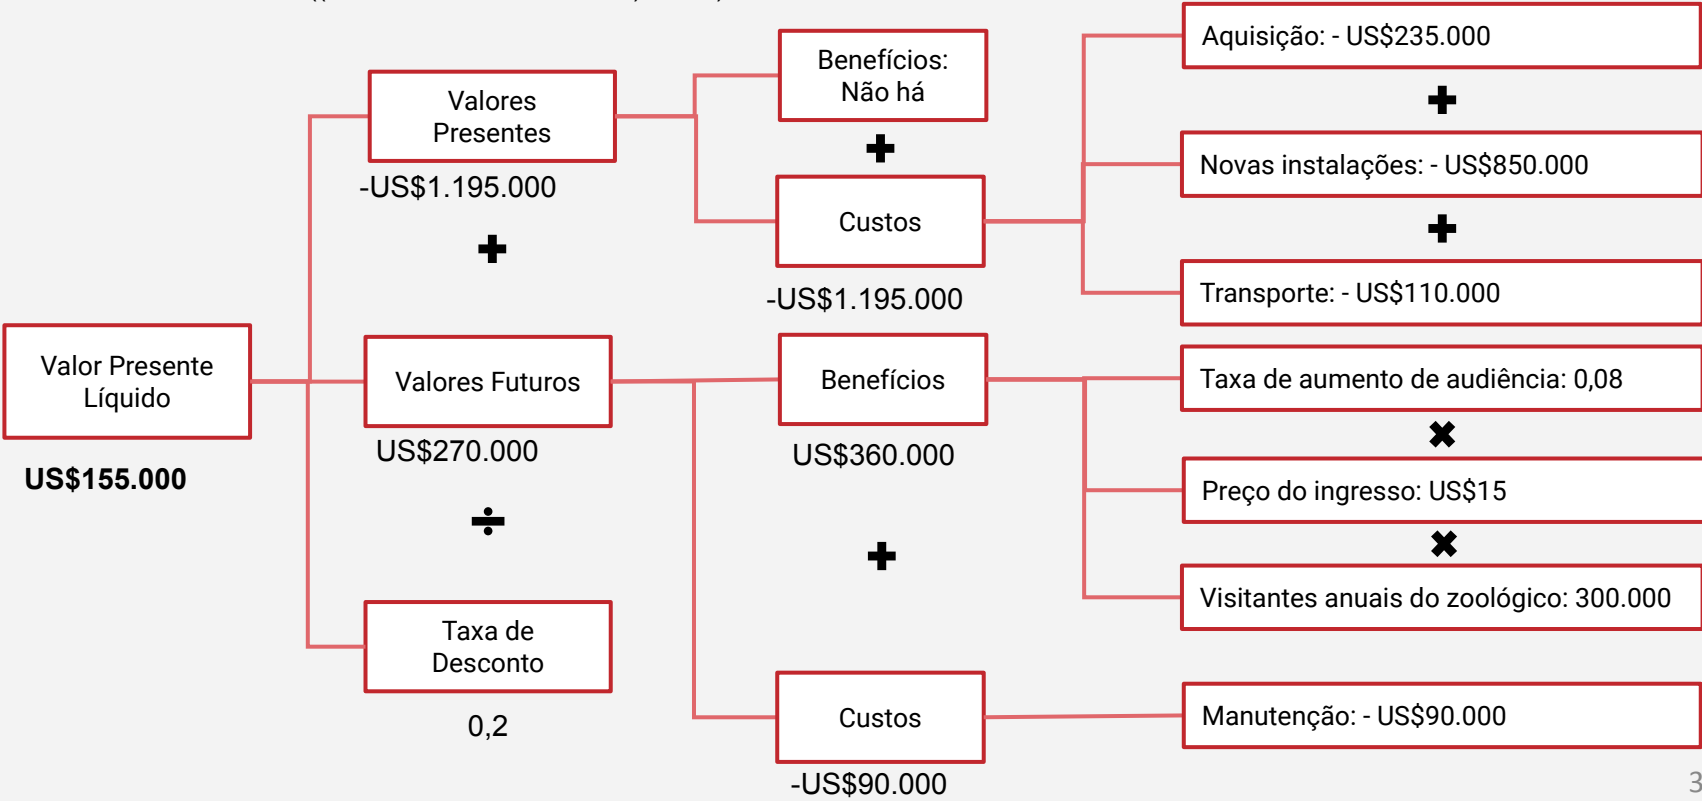 Aquisição: - US$235.000
Benefícios:
Não há
Valores
Presentes
-US$1.195.000
Novas instalações: - US$850.000
Custos
-US$1.195.000
Transporte: - US$110.000
Valor Presente
Líquido
US$155.000
Valores Futuros
US$270.000
Benefícios
US$360.000
Taxa de aumento de audiência: 0,08
Preço do ingresso: US$15
Visitantes anuais do zoológico: 300.000
Taxa de
Desconto
0,2
Custos
-US$90.000
Manutenção: - US$90.000
3